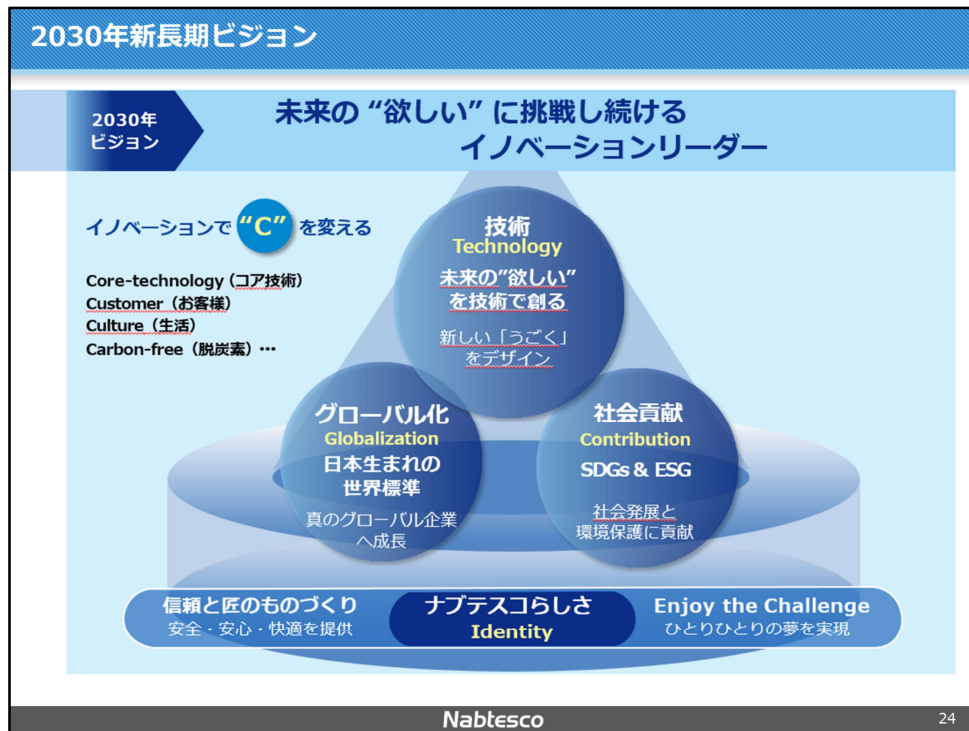 2030年新長期ビジョン
2030年
ビジョン
未来の “欲しい” に挑戦し続ける
イノベーションリーダー
イノベーションで “C” を変える
Core-technology（コア技術）
Customer（お客様）
Culture（生活）
Carbon-free（脱炭素）…
技術
Technology
未来の”欲しい”
を技術で創る
新しい「うごく」
をデザイン
グローバル化
Globalization
日本生まれの
世界標準
真のグローバル企業
へ成長
社会貢献
Contribution
SDGs & ESG
社会発展と
環境保護に貢献
信頼と匠のものづくり
安全・安心・快適を提供
ナブテスコらしさ
Identity
Enjoy the Challenge
ひとりひとりの夢を実現
Nabtesco
24